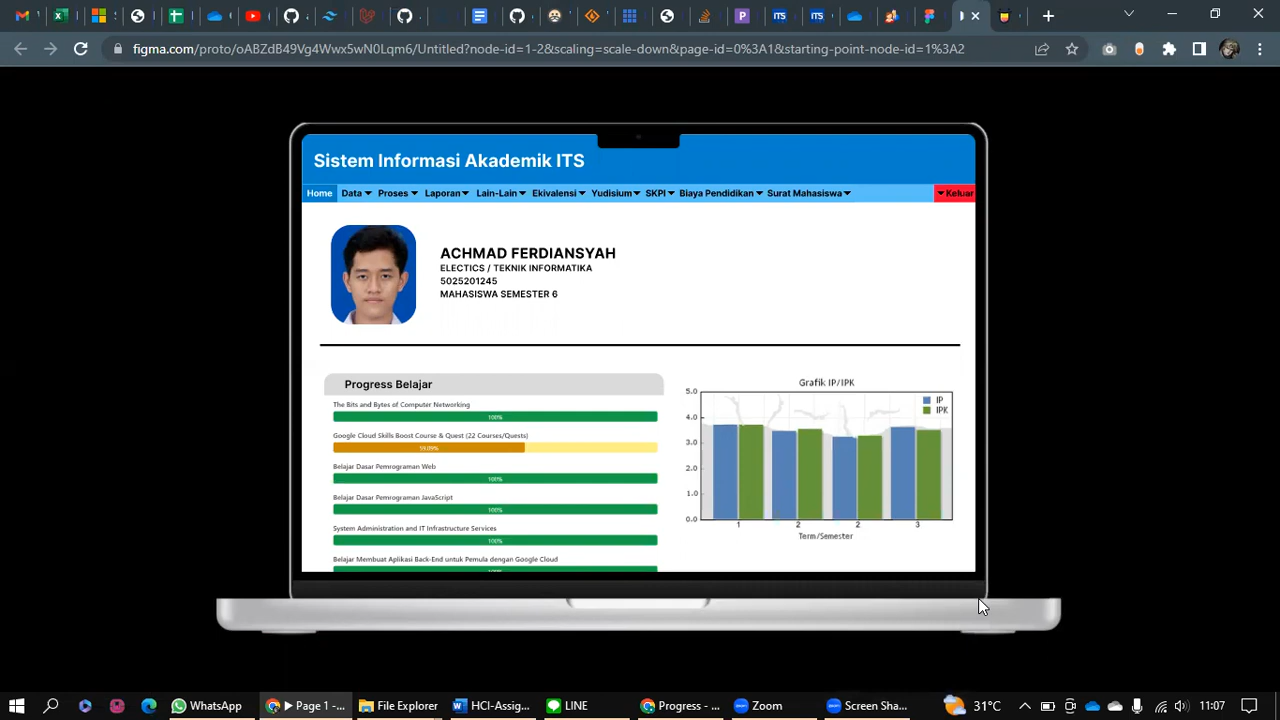 figma.com/proto/oABZdB49Vg4Wwx5wN0Lqm6/Untitled?node-id=1-2&scaling=scale-down&page-id=0%3A1&starting-point-node-id=1%3A2
Sistem Informasi Akademik ITS
Home Data Proses Laporan Lain-Lain Ekivalensi Yudisium SKPI Biaya Pendidikan Surat Mahasiswa Keluar
ACHMAD FERDIANSYAH
ELECTICS / TEKNIK INFORMATIKA
5025201245
MAHASISWA SEMESTER 6
Progress Belajar
The Bits and Bytes of Computer Networking
100%
Google Cloud Skills Boost Course & Quest (22 Courses/Quests)
59.09%
Belajar Dasar Pemrograman Web
100%
Belajar Dasar Pemrograman JavaScript
100%
System Administration and IT Infrastructure Services
100%
Belajar Membuat Aplikasi Back-End untuk Pemula dengan Google Cloud
100%
Grafik IP/IPK
5.0
4.0
3.0
2.0
1.0
0.0
IP
IPK
1 2 2 3
Term/Semester
WhatsApp Page 1 -... File Explorer HCI-Assig... LINE Progress - ... Zoom Screen Sha... 31°C 11:07